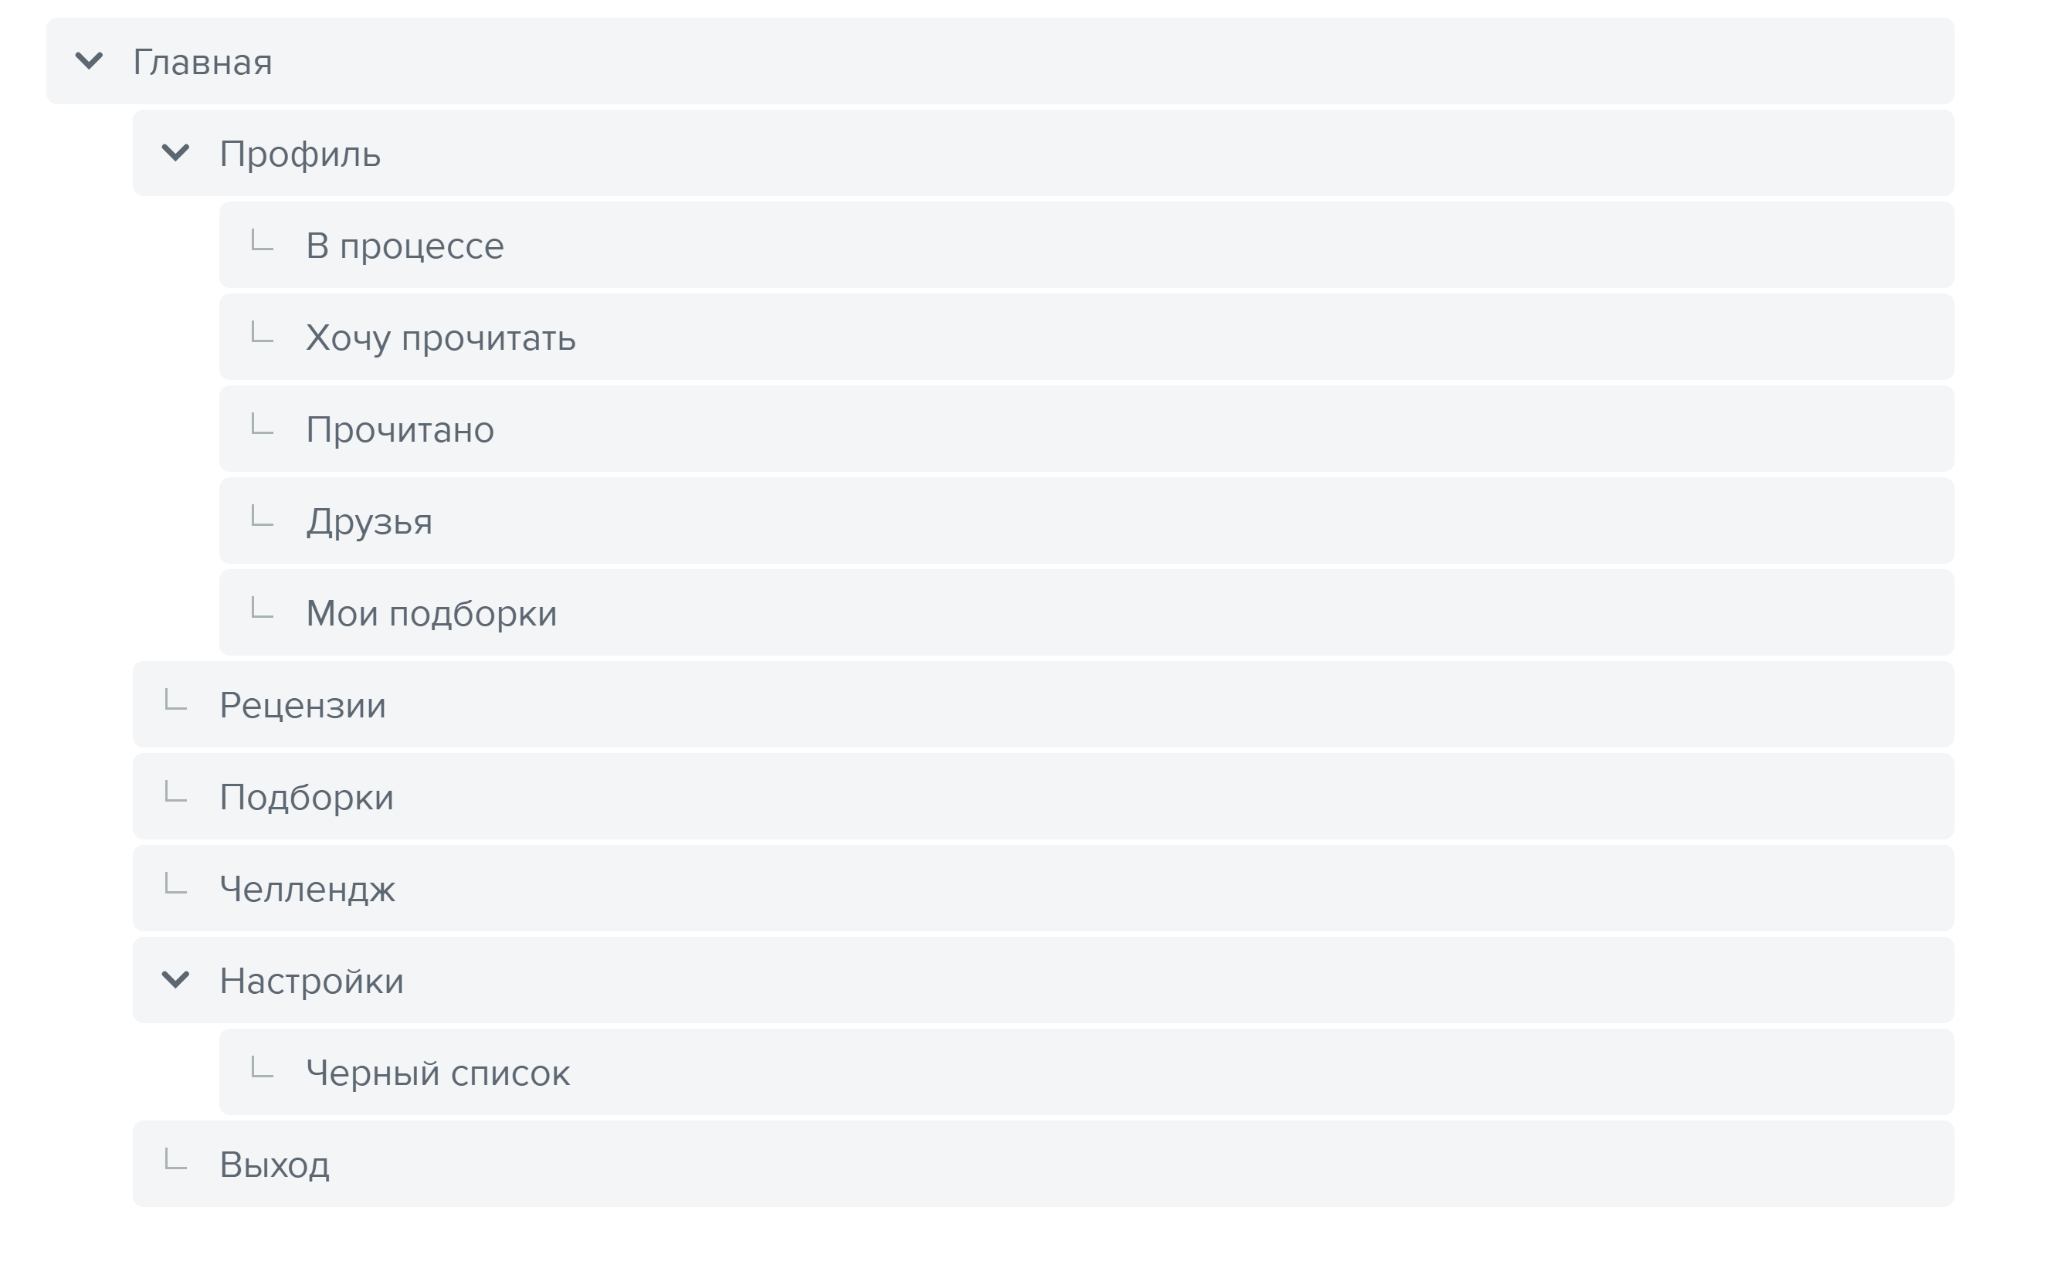 Главная
Профиль
В процессе
Хочу прочитать
Прочитано
Друзья
Мои подборки
Рецензии
Подборки
Челлендж
Настройки
Черный список
Выход